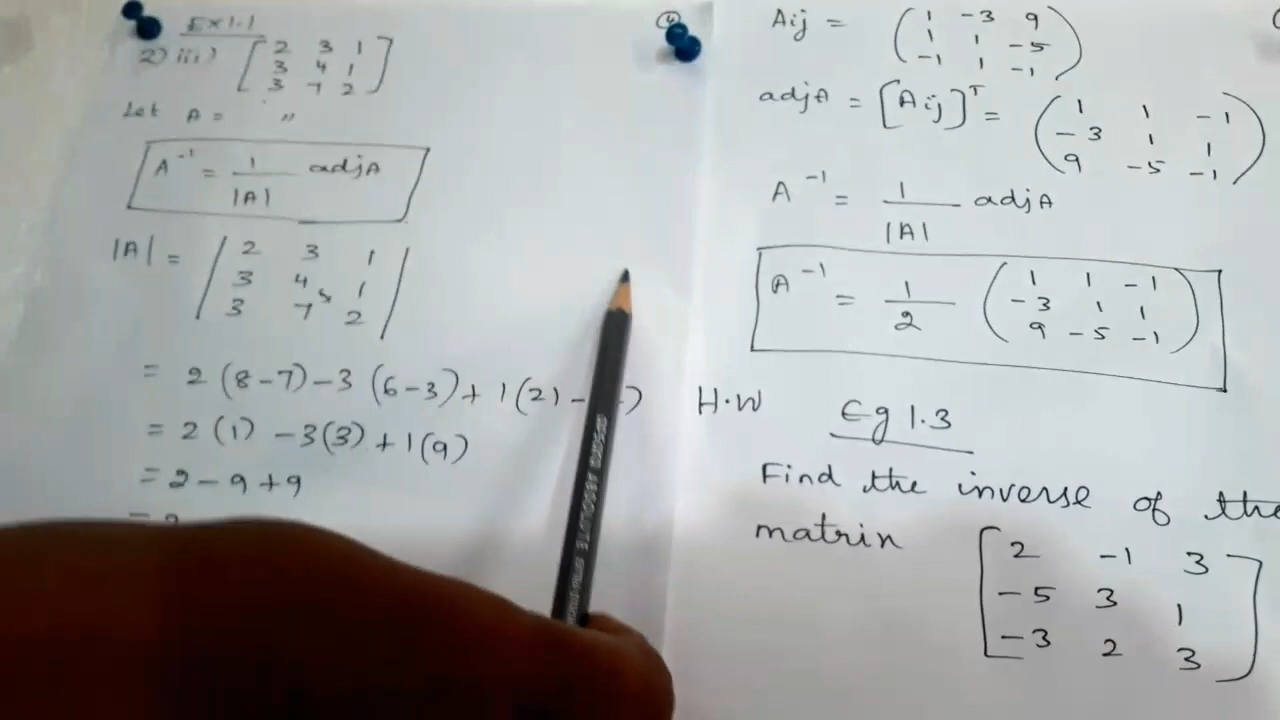 Ex 1.1
2) iii) [2 3 1
3 4 1
3 7 2]
Let A = "
A⁻¹ = 1/|A| adjA
|A| = |2 3 1
3 4 1
3 7 2|
= 2 (8-7) -3 (6-3) + 1(21 - )
= 2 (1) -3(3) + 1(9)
= 2 - 9 + 9
= 2
Aij = (1 -3 9
1 1 -5
-1 1 -1)
adjA = [Aij]ᵀ = (1 1 -1
-3 1 1
9 -5 -1)
A⁻¹ = 1/|A| adjA
A⁻¹ = 1/2 (1 1 -1
-3 1 1
9 -5 -1)
H.W Eg 1.3
Find the inverse of the
matrin [2 -1 3
-5 3 1
-3 2 3]